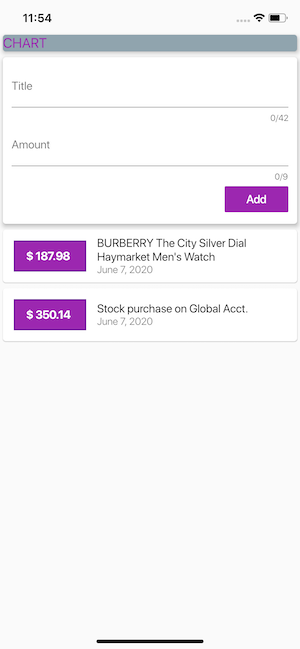 11:54
CHART
Title
0/42
Amount
0/9
Add
$ 187.98
BURBERRY The City Silver Dial
Haymarket Men's Watch
June 7, 2020
$ 350.14
Stock purchase on Global Acct.
June 7, 2020